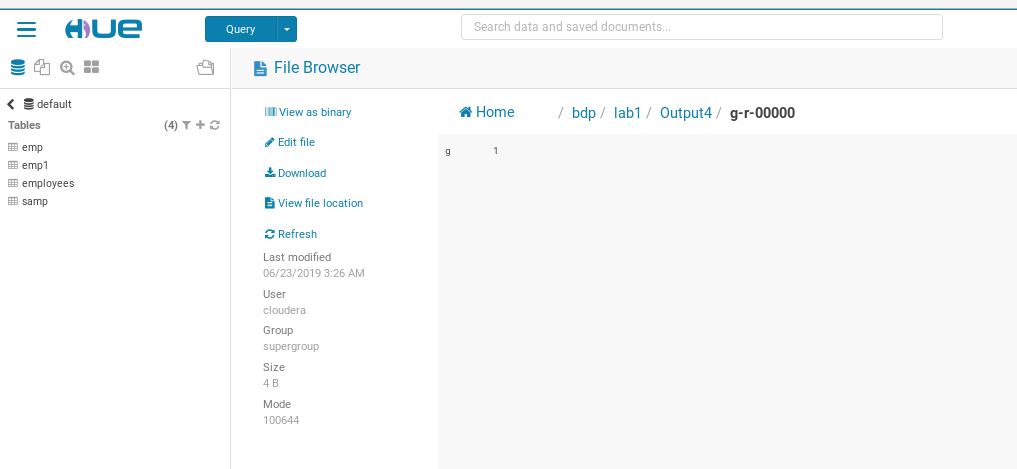 HUE
Query
Search data and saved documents...
File Browser
default
Tables (4)
emp
emp1
employees
samp
View as binary
Edit file
Download
View file location
Refresh
Last modified
06/23/2019 3:26 AM
User
cloudera
Group
supergroup
Size
4 B
Mode
100644
Home / bdp / lab1 / Output4 / g-r-00000
g 1